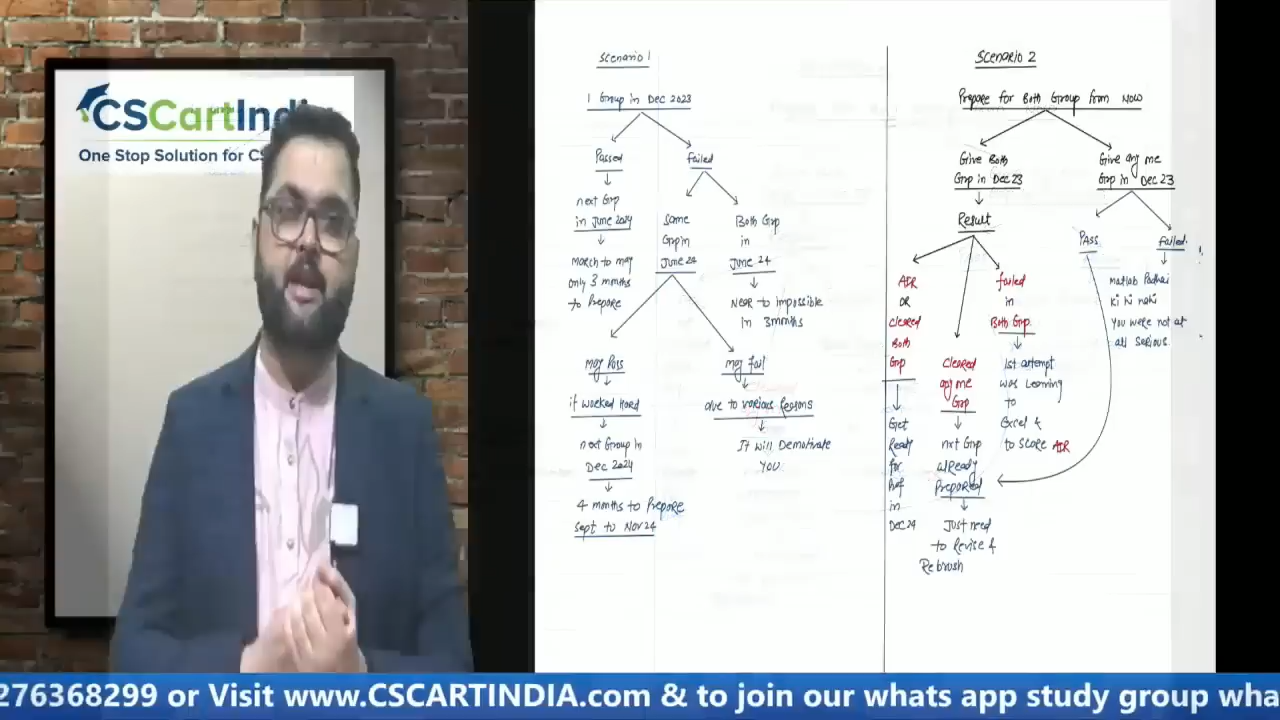 CSCartInd
One Stop Solution for CS
Scenario 1
1 Group in Dec 2023
Passed
↓
next Grp
in June 2024
↓
March to may
only 3 months
to Prepare
Failed
Same
Grp in
June 24
Both Grp
in
June 24
↓
Near to impossible
in 3 months
May Pass
↓
if worked Hard
↓
next Group in
Dec 2024
↓
4 months to Prepare
Sept to Nov 24
May fail
↓
due to various Reasons
↓
It will Demotivate
YOU
Scenario 2
Prepare for Both Group from NOW
Give Both
Grp in Dec 23
↓
Result
AIR
OR
cleared
Both
Grp
↓
Get
Ready
for
Prof
in
Dec 24
cleared
any one
Grp
↓
nxt Grp
already
Prepared
↓
Just need
to Revise &
Rebrush
failed
in
Both Grp
↓
1st attempt
was Learning
to
Excel &
to score AIR
Give any one
Grp in Dec 23
PASS
failed.
↓
Matlab Padhai
ki hi nahi
You were not at
all serious.
276368299 or Visit www.CSCARTINDIA.com & to join our whats app study group wha